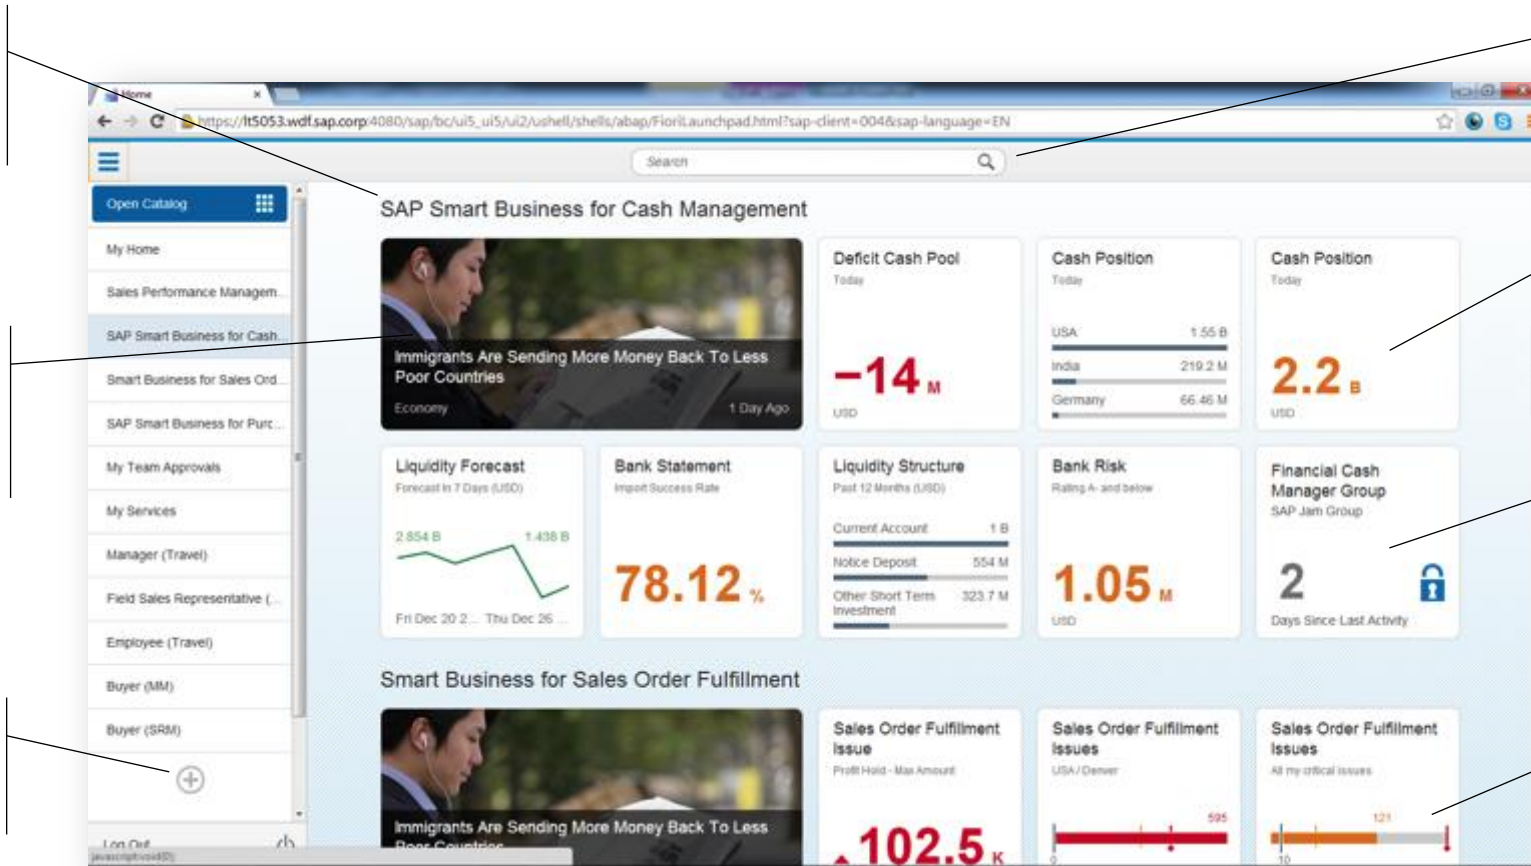 Home
https://lt5053.wdf.sap.corp:4080/sap/bc/ui5_ui5/ui2/ushell/shells/abap/FioriLaunchpad.html?sap-client=004&sap-language=EN
Search
Open Catalog
My Home
Sales Performance Managem...
SAP Smart Business for Cash...
Smart Business for Sales Ord...
SAP Smart Business for Purc...
My Team Approvals
My Services
Manager (Travel)
Field Sales Representative (...
Employee (Travel)
Buyer (MM)
Buyer (SRM)
Log Out
javascript:void(0);
SAP Smart Business for Cash Management
Immigrants Are Sending More Money Back To Less
Poor Countries
Economy 1 Day Ago
Deficit Cash Pool
Today
−14 M
USD
Cash Position
Today
USA 1.55 B
India 219.2 M
Germany 66.46 M
Cash Position
Today
2.2 B
USD
Liquidity Forecast
Forecast In 7 Days (USD)
2.854 B 1.438 B
Fri Dec 20 2... Thu Dec 26 ...
Bank Statement
Import Success Rate
78.12 %
Liquidity Structure
Past 12 Months (USD)
Current Account 1 B
Notice Deposit 554 M
Other Short Term 323.7 M
Investment
Bank Risk
Rating A- and below
1.05 M
USD
Financial Cash
Manager Group
SAP Jam Group
2
Days Since Last Activity
Smart Business for Sales Order Fulfillment
Immigrants Are Sending More Money Back To Less
Poor Countries
Sales Order Fulfillment
Issue
Profit Hold - Max Amount
102.5 K
Sales Order Fulfillment
Issues
USA / Denver
595
0
Sales Order Fulfillment
Issues
All my critical issues
121
10